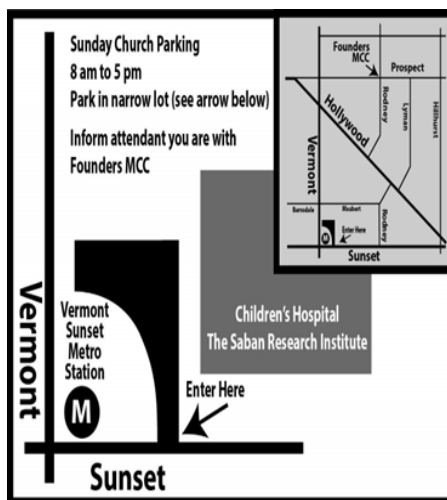 Sunday Church Parking
8 am to 5 pm
Park in narrow lot (see arrow below)
Inform attendant you are with
Founders MCC
Founders
MCC
Prospect
Rodney
Lyman
Hillhurst
Hollywood
Vermont
Barnsdale
Maubert
Rodney
M
Enter Here
Sunset
Children's Hospital
The Saban Research Institute
Vermont
Vermont
Sunset
Metro
Station
M
Enter Here
Sunset